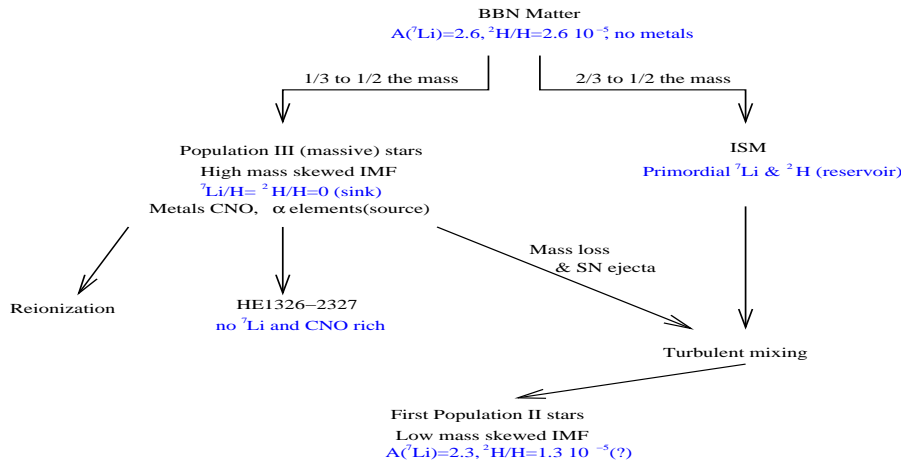 BBN Matter
A(⁷Li)=2.6, ²H/H=2.6 10⁻⁵, no metals
1/3 to 1/2 the mass
2/3 to 1/2 the mass
Population III (massive) stars
High mass skewed IMF
⁷Li/H= ²H/H=0 (sink)
Metals CNO, α elements(source)
ISM
Primordial ⁷Li & ²H (reservoir)
Mass loss
& SN ejecta
Reionization
HE1326−2327
no ⁷Li and CNO rich
Turbulent mixing
First Population II stars
Low mass skewed IMF
A(⁷Li)=2.3, ²H/H=1.3 10⁻⁵(?)